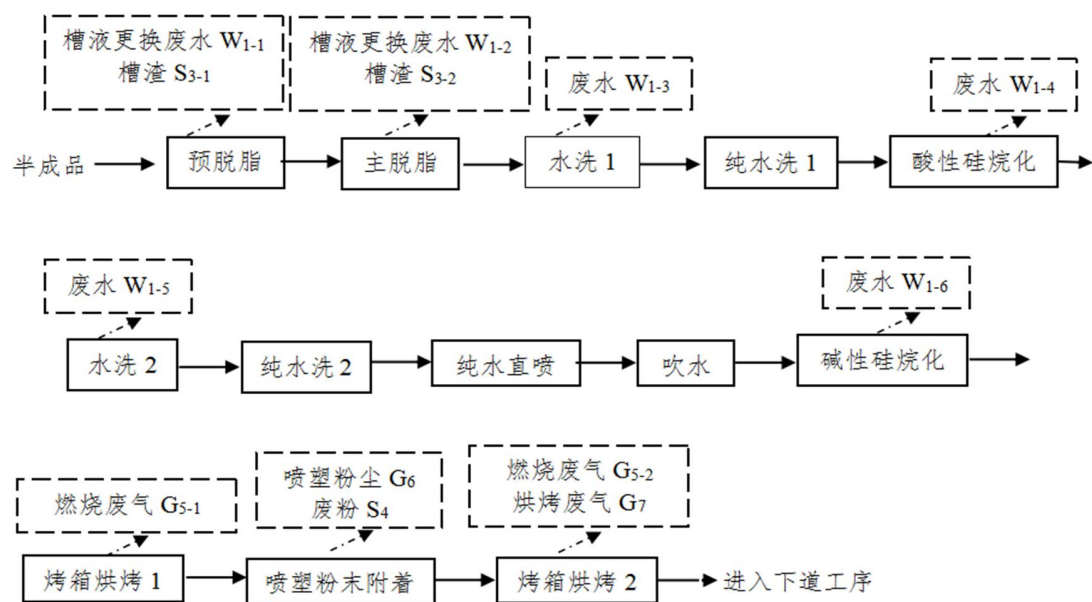 槽液更换废水 W1-1
槽渣 S3-1
槽液更换废水 W1-2
槽渣 S3-2
废水 W1-3
废水 W1-4
半成品
预脱脂
主脱脂
水洗 1
纯水洗 1
酸性硅烷化
废水 W1-5
废水 W1-6
水洗 2
纯水洗 2
纯水直喷
吹水
碱性硅烷化
燃烧废气 G5-1
喷塑粉尘 G6
废粉 S4
燃烧废气 G5-2
烘烤废气 G7
烤箱烘烤 1
喷塑粉末附着
烤箱烘烤 2
进入下道工序